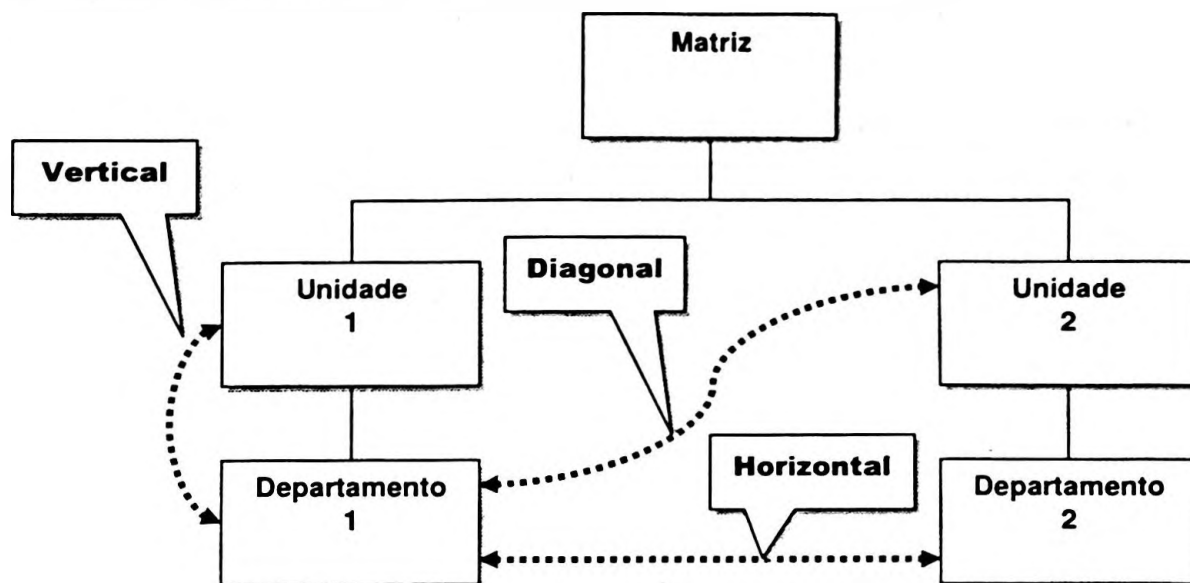 Matriz
Vertical
Diagonal
Unidade
1
Unidade
2
Horizontal
Departamento
1
Departamento
2